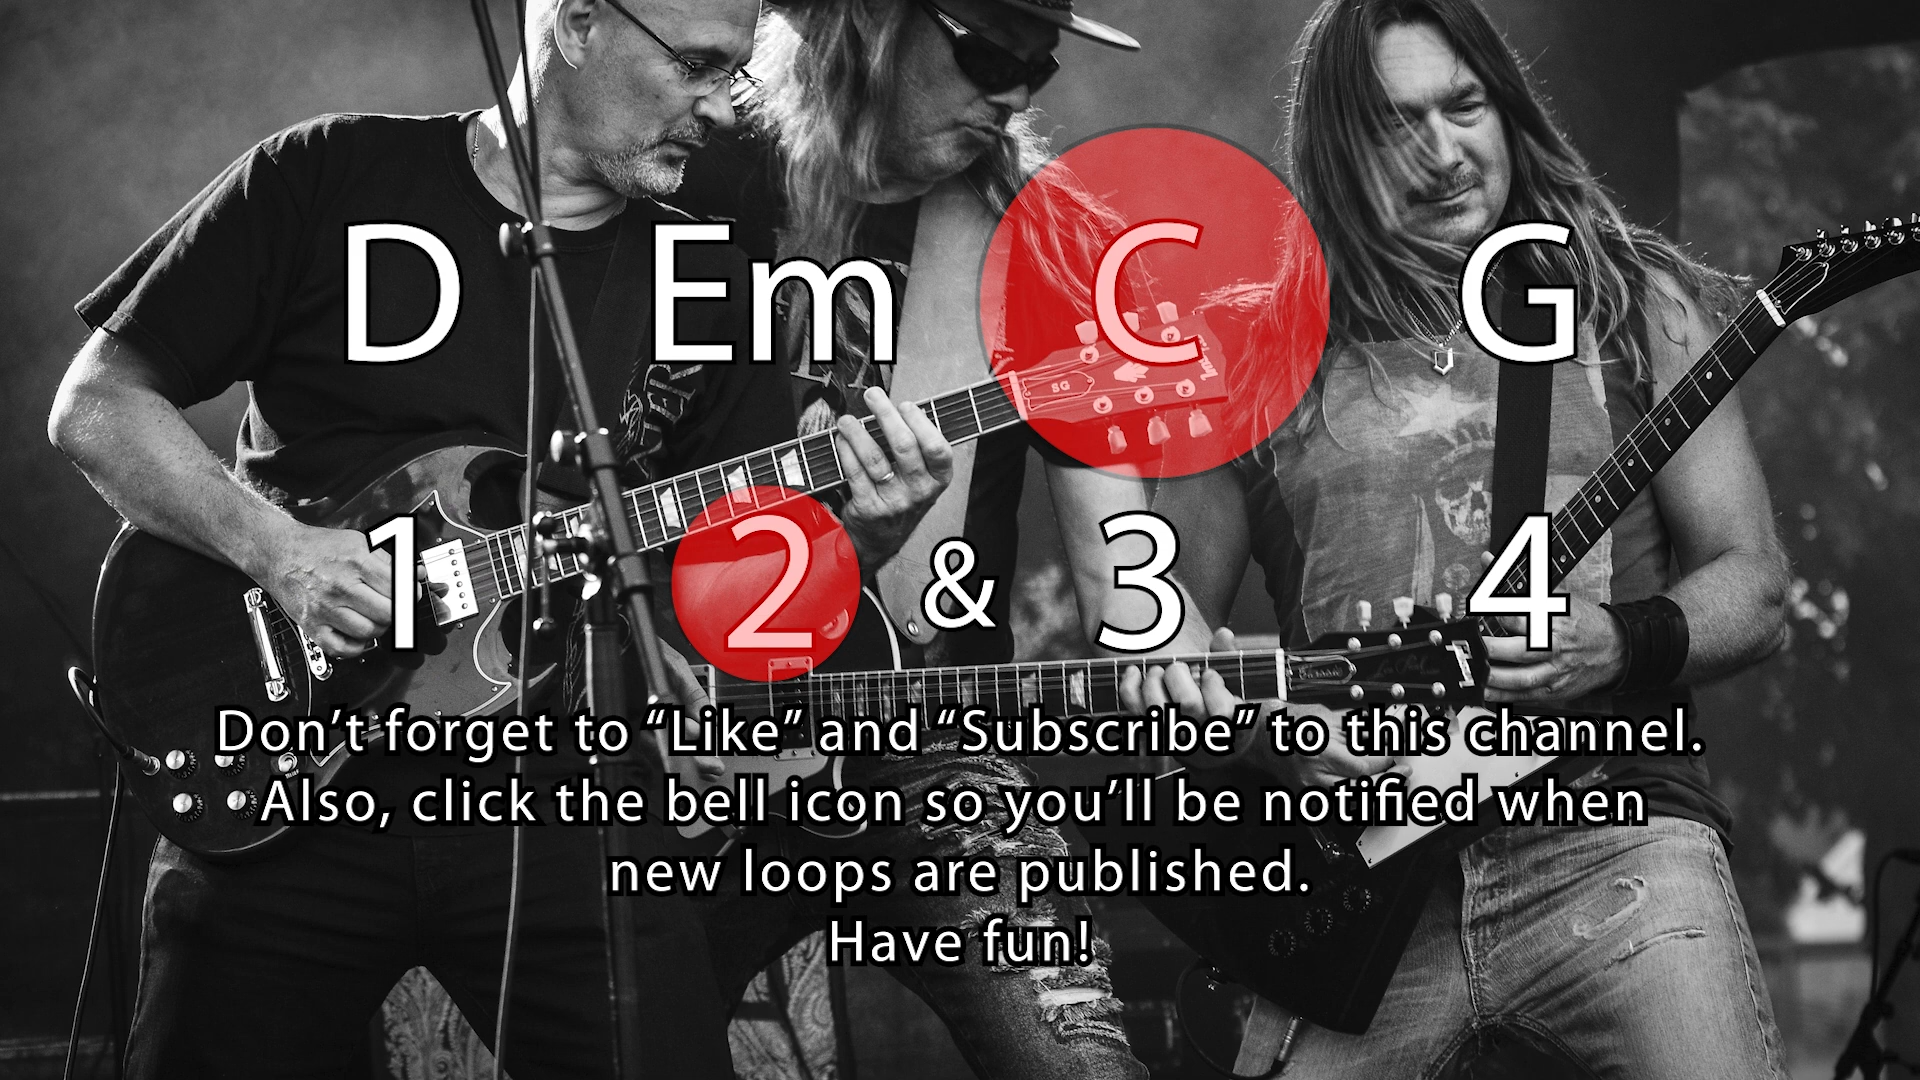 D Em C G
1 2 & 3 4
SG
Don’t forget to “Like” and “Subscribe” to this channel.
Also, click the bell icon so you’ll be notified when
new loops are published.
Have fun!